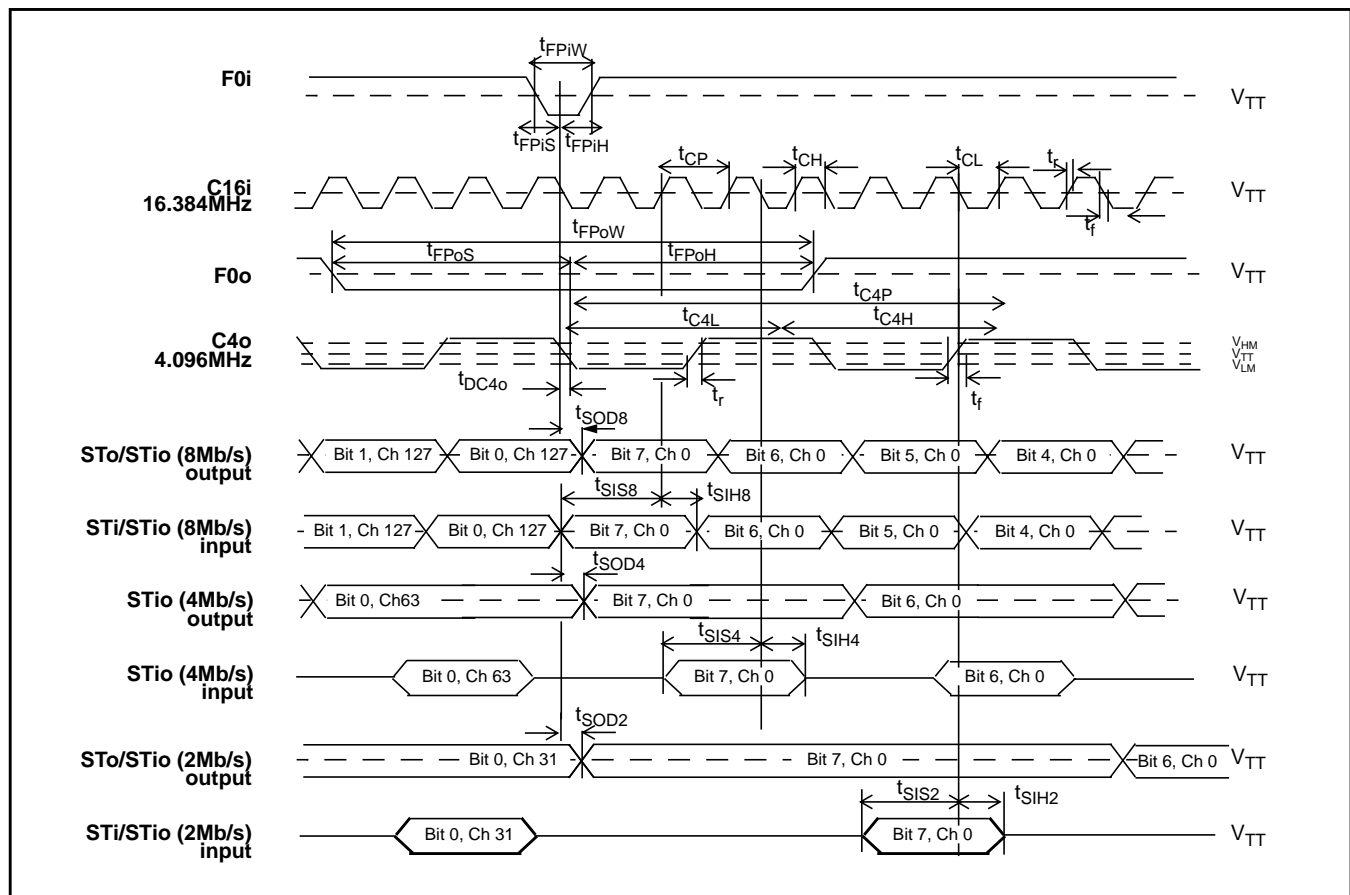 tFPiW
F0i
VTT
tFPiS
tFPiH
tCP
tCH
tCL
tr
C16i
16.384MHz
VTT
tf
tFPoW
tFPoS
tFPoH
F0o
VTT
tC4P
tC4L
tC4H
C4o
4.096MHz
VHM
VTT
VLM
tDC4o
tr
tf
tSOD8
STo/STio (8Mb/s)
output
Bit 1, Ch 127
Bit 0, Ch 127
Bit 7, Ch 0
Bit 6, Ch 0
Bit 5, Ch 0
Bit 4, Ch 0
VTT
tSIS8
tSIH8
STi/STio (8Mb/s)
input
Bit 1, Ch 127
Bit 0, Ch 127
Bit 7, Ch 0
Bit 6, Ch 0
Bit 5, Ch 0
Bit 4, Ch 0
VTT
tSOD4
STio (4Mb/s)
output
Bit 0, Ch63
Bit 7, Ch 0
Bit 6, Ch 0
VTT
tSIS4
tSIH4
STio (4Mb/s)
input
Bit 0, Ch 63
Bit 7, Ch 0
Bit 6, Ch 0
VTT
tSOD2
STo/STio (2Mb/s)
output
Bit 0, Ch 31
Bit 7, Ch 0
Bit 6, Ch 0
VTT
tSIS2
tSIH2
STi/STio (2Mb/s)
input
Bit 0, Ch 31
Bit 7, Ch 0
VTT